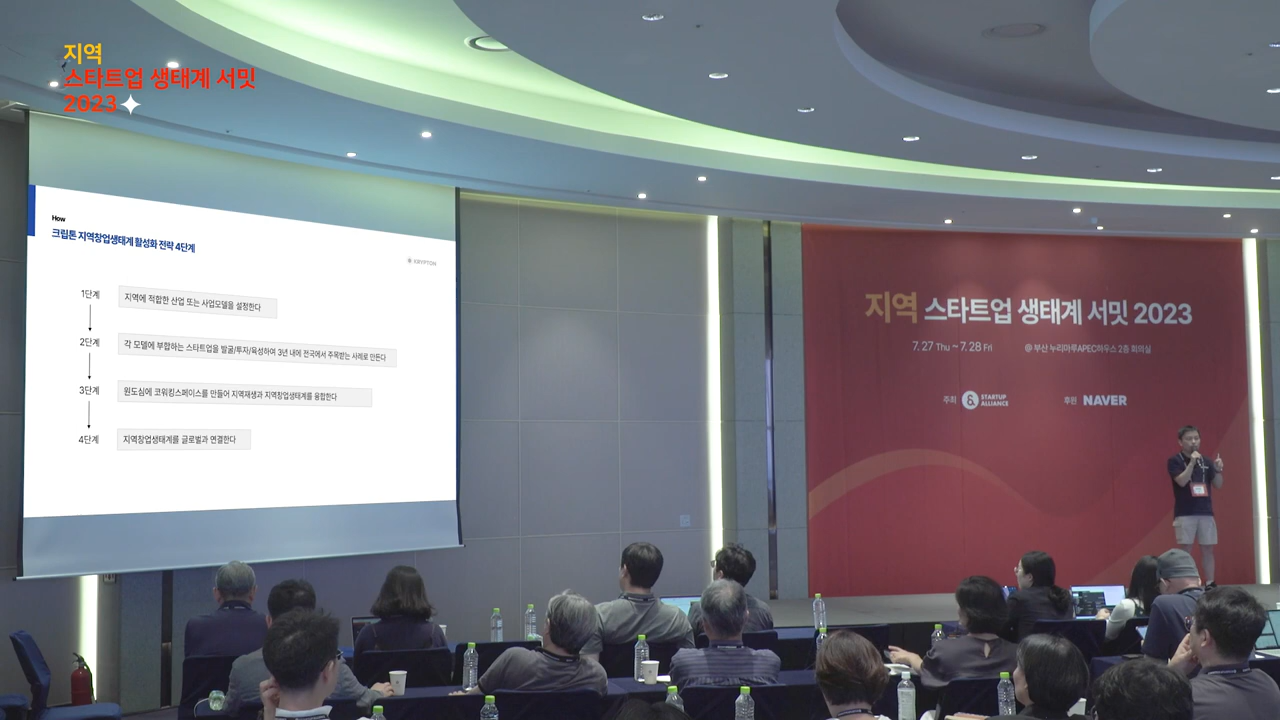 지역
스타트업 생태계 서밋
2023
How
크립톤 지역창업생태계 활성화 전략 4단계
KRYPTON
1단계
지역에 적합한 산업 또는 사업모델을 설정한다
2단계
각 모델에 부합하는 스타트업을 발굴/투자/육성하여 3년 내에 전국에서 주목받는 사례로 만든다
3단계
원도심에 코워킹스페이스를 만들어 지역재생과 지역창업생태계를 융합한다
4단계
지역창업생태계를 글로벌과 연결한다
지역 스타트업 생태계 서밋 2023
7.27 Thu ~ 7.28 Fri @ 부산 누리마루APEC하우스 2층 회의실
주최 & STARTUP ALLIANCE 후원 NAVER